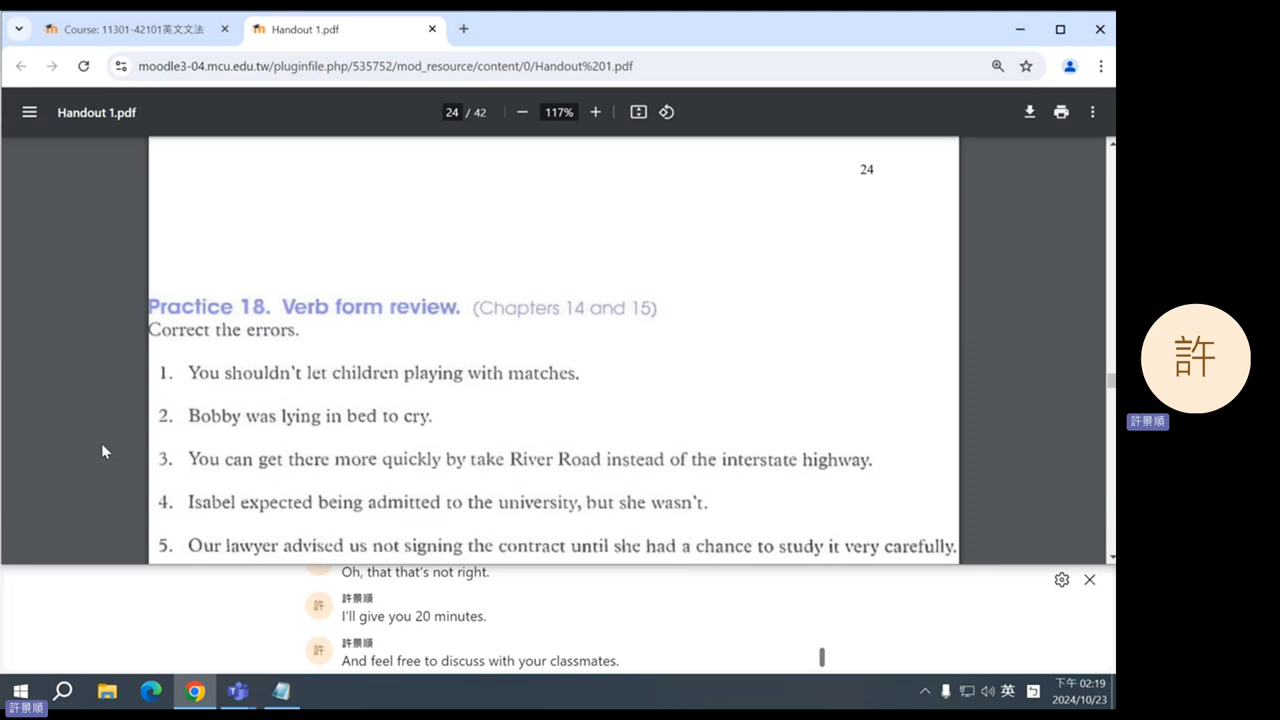 Course: 11301-42101英文文法
Handout 1.pdf
moodle3-04.mcu.edu.tw/pluginfile.php/535752/mod_resource/content/0/Handout%201.pdf
Handout 1.pdf
24 / 42
117%
24
Practice 18. Verb form review. (Chapters 14 and 15)
Correct the errors.
1. You shouldn't let children playing with matches.
2. Bobby was lying in bed to cry.
3. You can get there more quickly by take River Road instead of the interstate highway.
4. Isabel expected being admitted to the university, but she wasn't.
5. Our lawyer advised us not signing the contract until she had a chance to study it very carefully.
Oh, that that's not right.
許
許景順
I'll give you 20 minutes.
許
許景順
And feel free to discuss with your classmates.
許
許景順
英
下午 02:19
2024/10/23
許景順